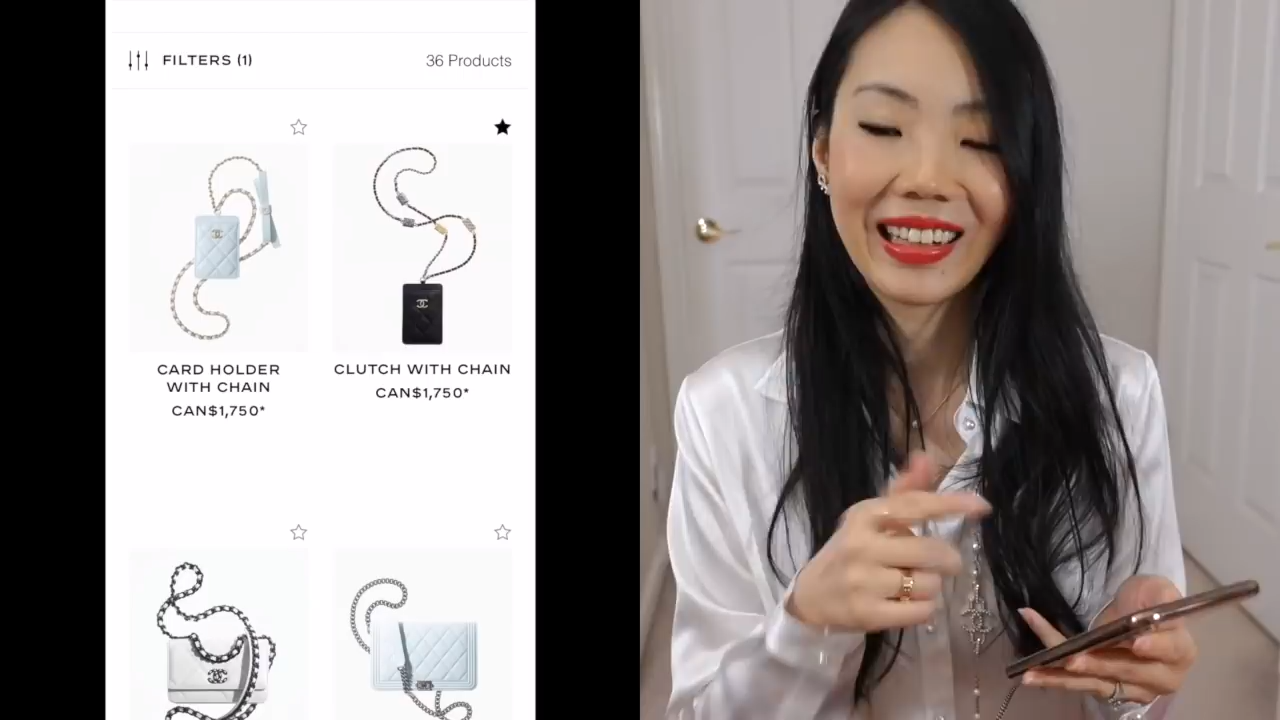 FILTERS (1)
36 Products
CARD HOLDER
WITH CHAIN
CAN$1,750*
CLUTCH WITH CHAIN
CAN$1,750*